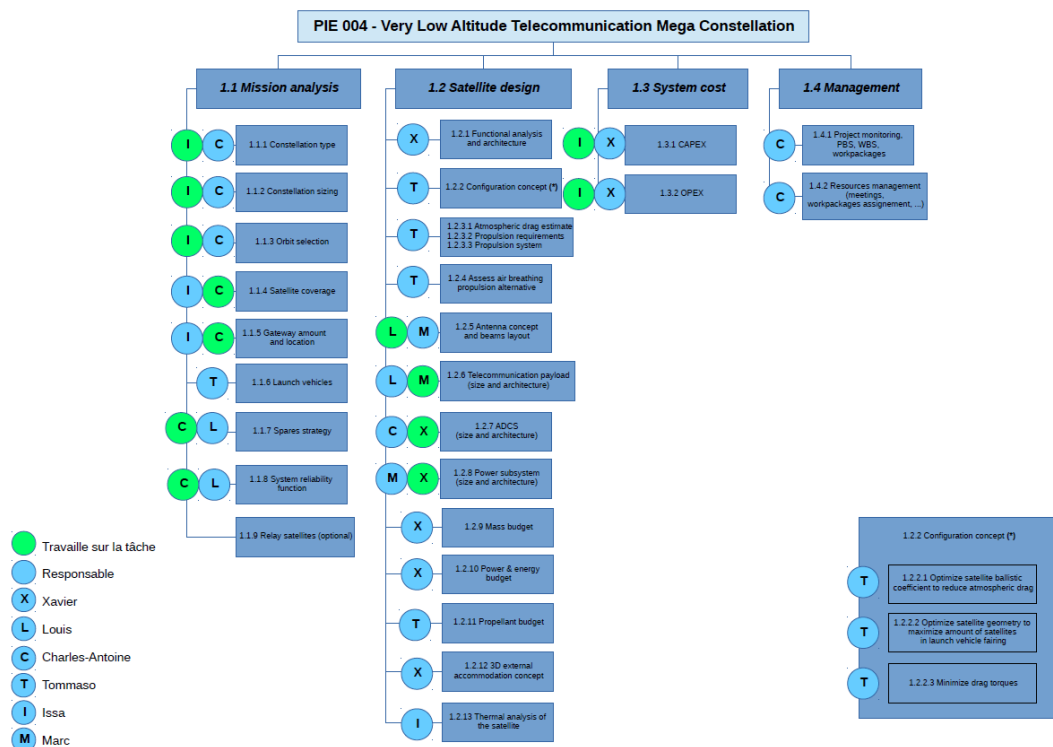 PIE 004 - Very Low Altitude Telecommunication Mega Constellation
1.1 Mission analysis
I
C
1.1.1 Constellation type
I
C
1.1.2 Constellation sizing
I
C
1.1.3 Orbit selection
I
C
1.1.4 Satellite coverage
I
C
1.1.5 Gateway amount
and location
T
1.1.6 Launch vehicles
C
L
1.1.7 Spares strategy
C
L
1.1.8 System reliability
function
1.1.9 Relay satellites (optional)
1.2 Satellite design
X
1.2.1 Functional analysis
and architecture
T
1.2.2 Configuration concept (*)
T
1.2.3.1 Atmospheric drag estimate
1.2.3.2 Propulsion requirements
1.2.3.3 Propulsion system
T
1.2.4 Assess air breathing
propulsion alternative
L
M
1.2.5 Antenna concept
and beams layout
L
M
1.2.6 Telecommunication payload
(size and architecture)
C
X
1.2.7 ADCS
(size and architecture)
M
X
1.2.8 Power subsystem
(size and architecture)
X
1.2.9 Mass budget
X
1.2.10 Power & energy
budget
T
1.2.11 Propellant budget
X
1.2.12 3D external
accommodation concept
I
1.2.13 Thermal analysis of
the satellite
1.3 System cost
I
X
1.3.1 CAPEX
I
X
1.3.2 OPEX
1.4 Management
C
1.4.1 Project monitoring,
PBS, WBS,
workpackages
C
1.4.2 Resources management
(meetings,
workpackages assignement, ...)
Travaille sur la tâche
Responsable
X
Xavier
L
Louis
C
Charles-Antoine
T
Tommaso
I
Issa
M
Marc
1.2.2 Configuration concept (*)
T
1.2.2.1 Optimize satellite ballistic
coefficient to reduce atmospheric drag
T
1.2.2.2 Optimize satellite geometry to
maximize amount of satellites
in launch vehicle fairing
T
1.2.2.3 Minimize drag torques